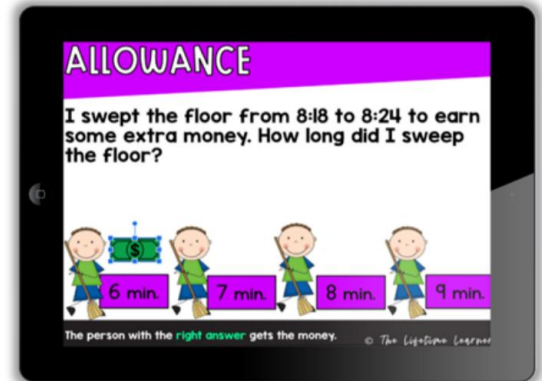 ALLOWANCE
I swept the floor from 8:18 to 8:24 to earn
some extra money. How long did I sweep
the floor?
$
6 min.
7 min.
8 min.
9 min.
The person with the right answer gets the money.
© The Lifetime Learner